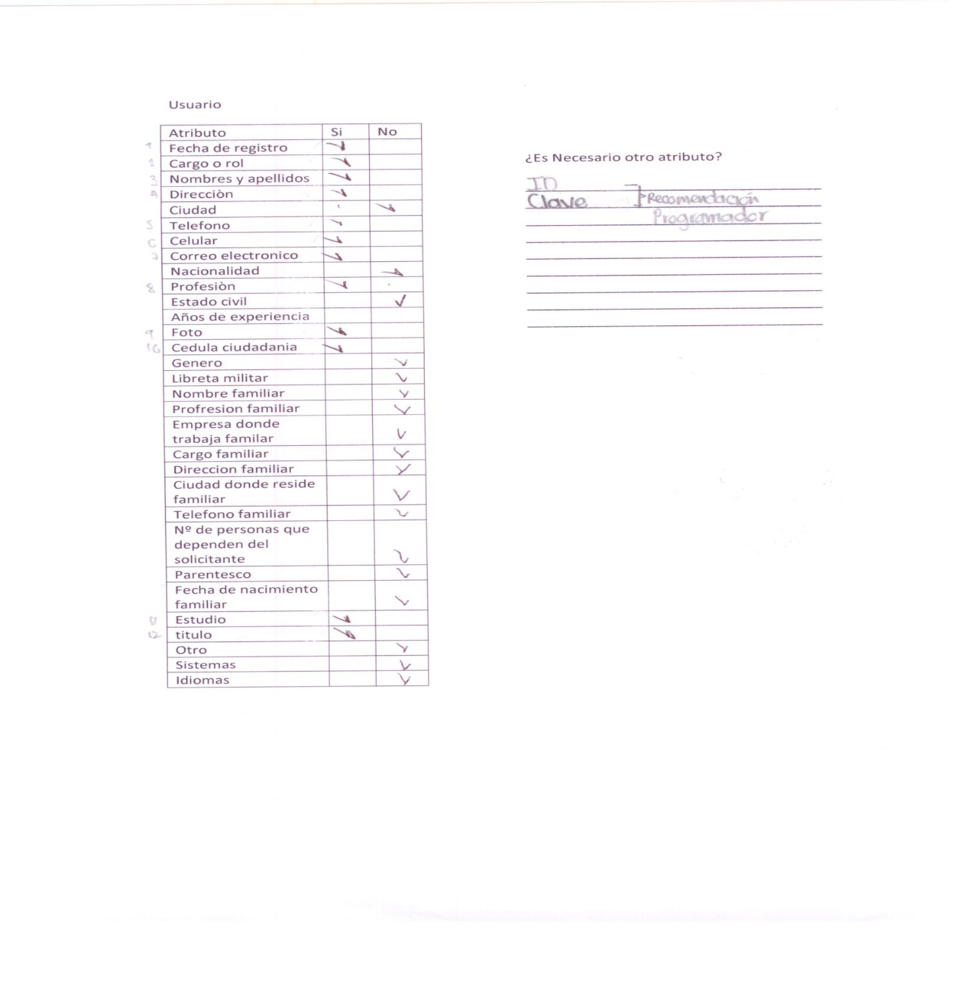 Usuario
Atributo Si No
1 Fecha de registro ✓
2 Cargo o rol ✓
3 Nombres y apellidos ✓
4 Direcciòn ✓
Ciudad ✓
5 Telefono ✓
6 Celular ✓
7 Correo electronico ✓
Nacionalidad ✓
8 Profesiòn ✓
Estado civil ✓
Años de experiencia
9 Foto ✓
10 Cedula ciudadania ✓
Genero ✓
Libreta militar ✓
Nombre familiar ✓
Profresion familiar ✓
Empresa donde
trabaja familar ✓
Cargo familiar ✓
Direccion familiar ✓
Ciudad donde reside
familiar ✓
Telefono familiar ✓
Nº de personas que
dependen del
solicitante ✓
Parentesco ✓
Fecha de nacimiento
familiar ✓
11 Estudio ✓
12 titulo ✓
Otro ✓
Sistemas ✓
Idiomas ✓
¿Es Necesario otro atributo?
ID
Clave Recomendación
Programador